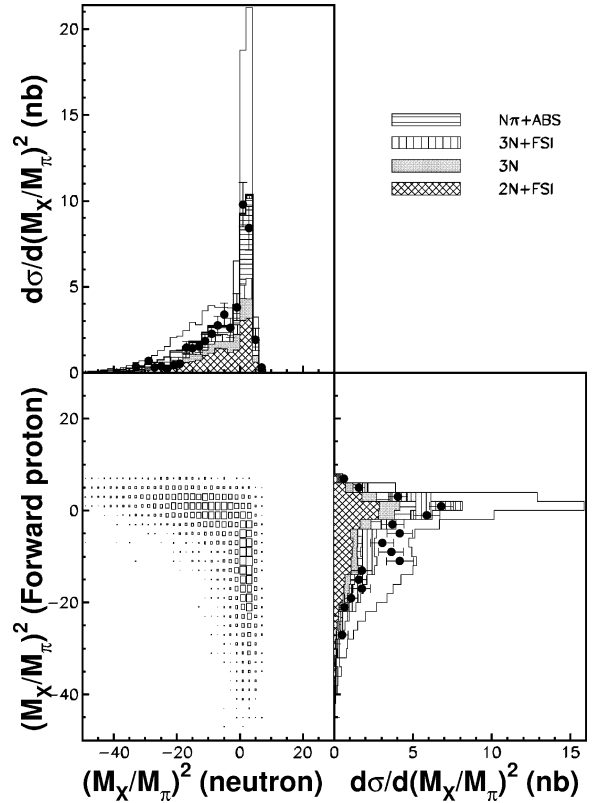 20
15
10
5
0
dσ/d(M_X/M_π)² (nb)
Nπ+ABS
3N+FSI
3N
2N+FSI
20
0
-20
-40
(M_X/M_π)² (Forward proton)
-40
-20
0
0
5
10
15
(M_X/M_π)² (neutron)
dσ/d(M_X/M_π)² (nb)